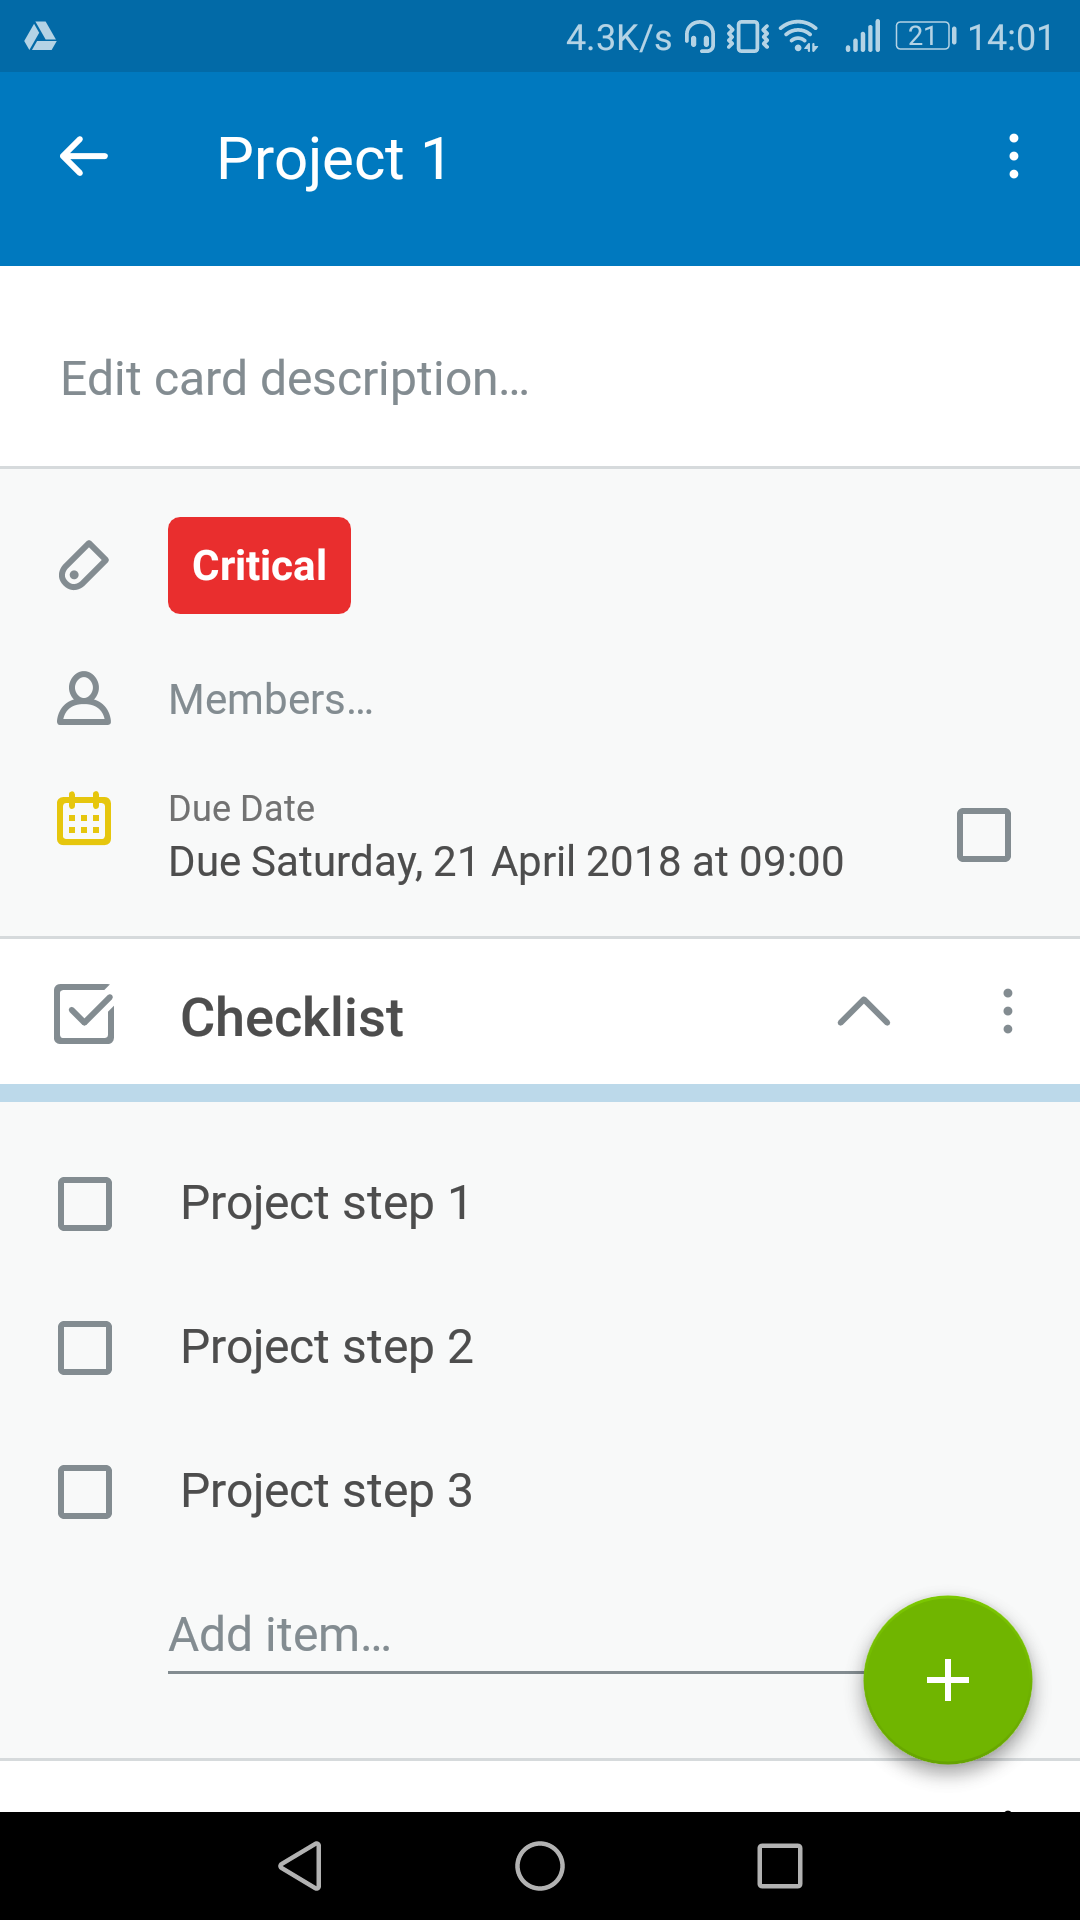 4.3K/s 21 14:01
Project 1
Edit card description…
Critical
Members…
Due Date
Due Saturday, 21 April 2018 at 09:00
Checklist
Project step 1
Project step 2
Project step 3
Add item…